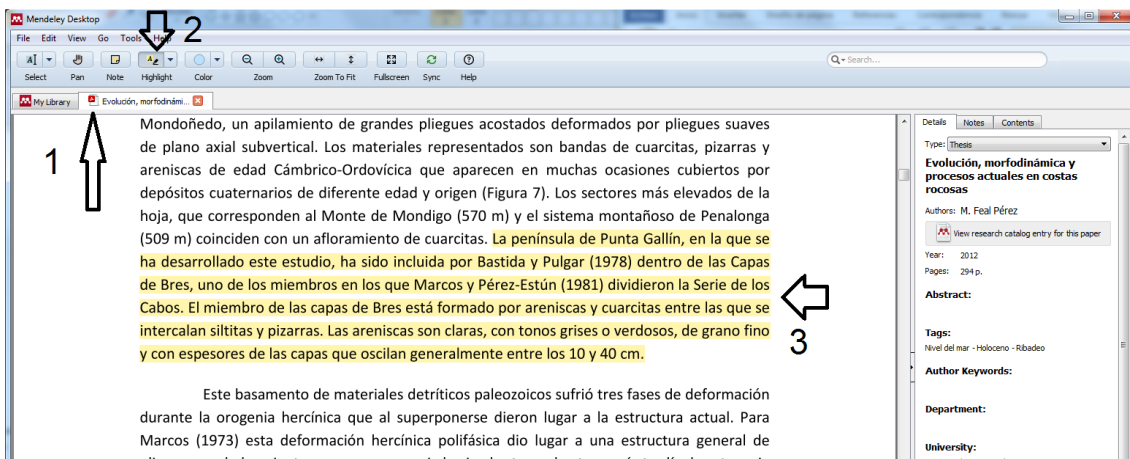 Mendeley Desktop
File Edit View Go Tools Help
2
Select Pan Note Highlight Color Zoom Zoom To Fit Fullscreen Sync Help
Search...
My Library Evolución, morfodinámi...
1
Mondoñedo, un apilamiento de grandes pliegues acostados deformados por pliegues suaves
de plano axial subvertical. Los materiales representados son bandas de cuarcitas, pizarras y
areniscas de edad Cámbrico-Ordovícica que aparecen en muchas ocasiones cubiertos por
depósitos cuaternarios de diferente edad y origen (Figura 7). Los sectores más elevados de la
hoja, que corresponden al Monte de Mondigo (570 m) y el sistema montañoso de Penalonga
(509 m) coinciden con un afloramiento de cuarcitas. La península de Punta Gallín, en la que se
ha desarrollado este estudio, ha sido incluida por Bastida y Pulgar (1978) dentro de las Capas
de Bres, uno de los miembros en los que Marcos y Pérez-Estún (1981) dividieron la Serie de los
Cabos. El miembro de las capas de Bres está formado por areniscas y cuarcitas entre las que se
intercalan siltitas y pizarras. Las areniscas son claras, con tonos grises o verdosos, de grano fino
y con espesores de las capas que oscilan generalmente entre los 10 y 40 cm.
3
Este basamento de materiales detríticos paleozoicos sufrió tres fases de deformación
durante la orogenia hercínica que al superponerse dieron lugar a la estructura actual. Para
Marcos (1973) esta deformación hercínica polifásica dio lugar a una estructura general de
Details Notes Contents
Type: Thesis
Evolución, morfodinámica y
procesos actuales en costas
rocosas
Authors: M. Feal Pérez
View research catalog entry for this paper
Year: 2012
Pages: 294 p.
Abstract:
Tags:
Nivel del mar - Holoceno - Ribadeo
Author Keywords:
Department:
University: